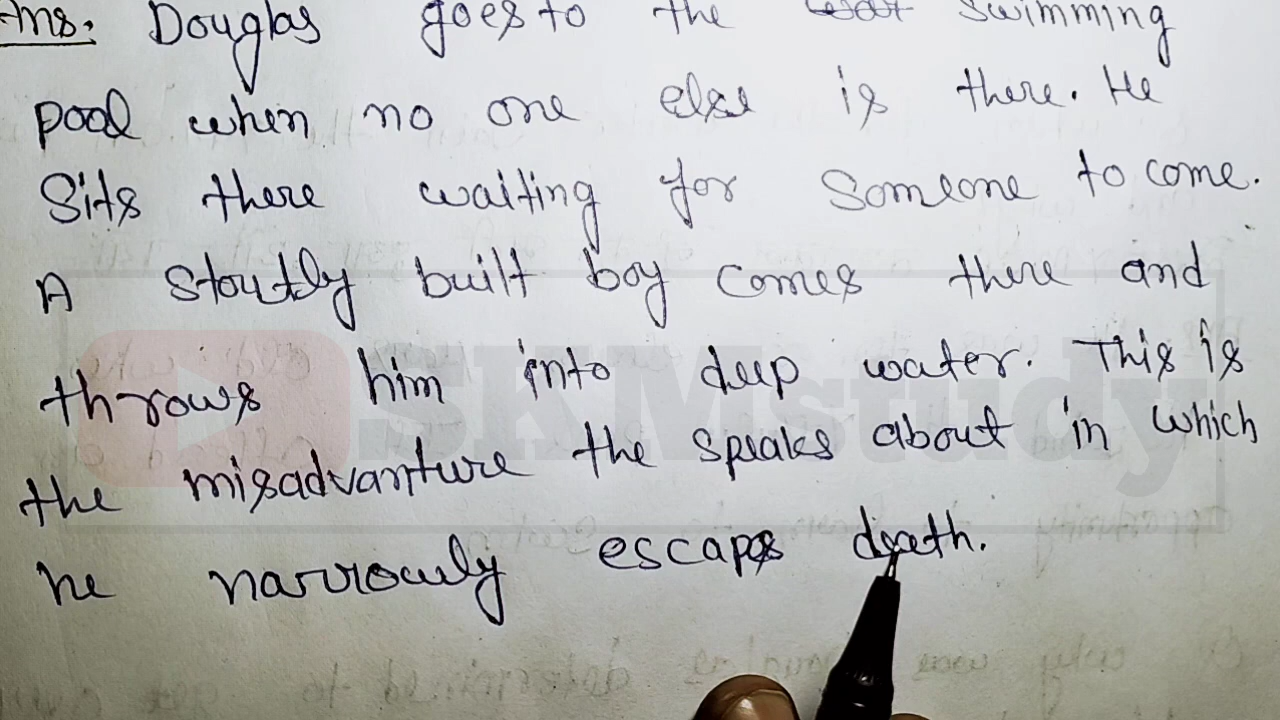 Ans. Douglas goes to the swimming
pool when no one else is there. He
Sits there waiting for Someone to come.
A stoutly built boy comes there and
throws him into deep water. This is
the misadvanture the speaks about in which
he narrowly escapes death.
SKMstudy